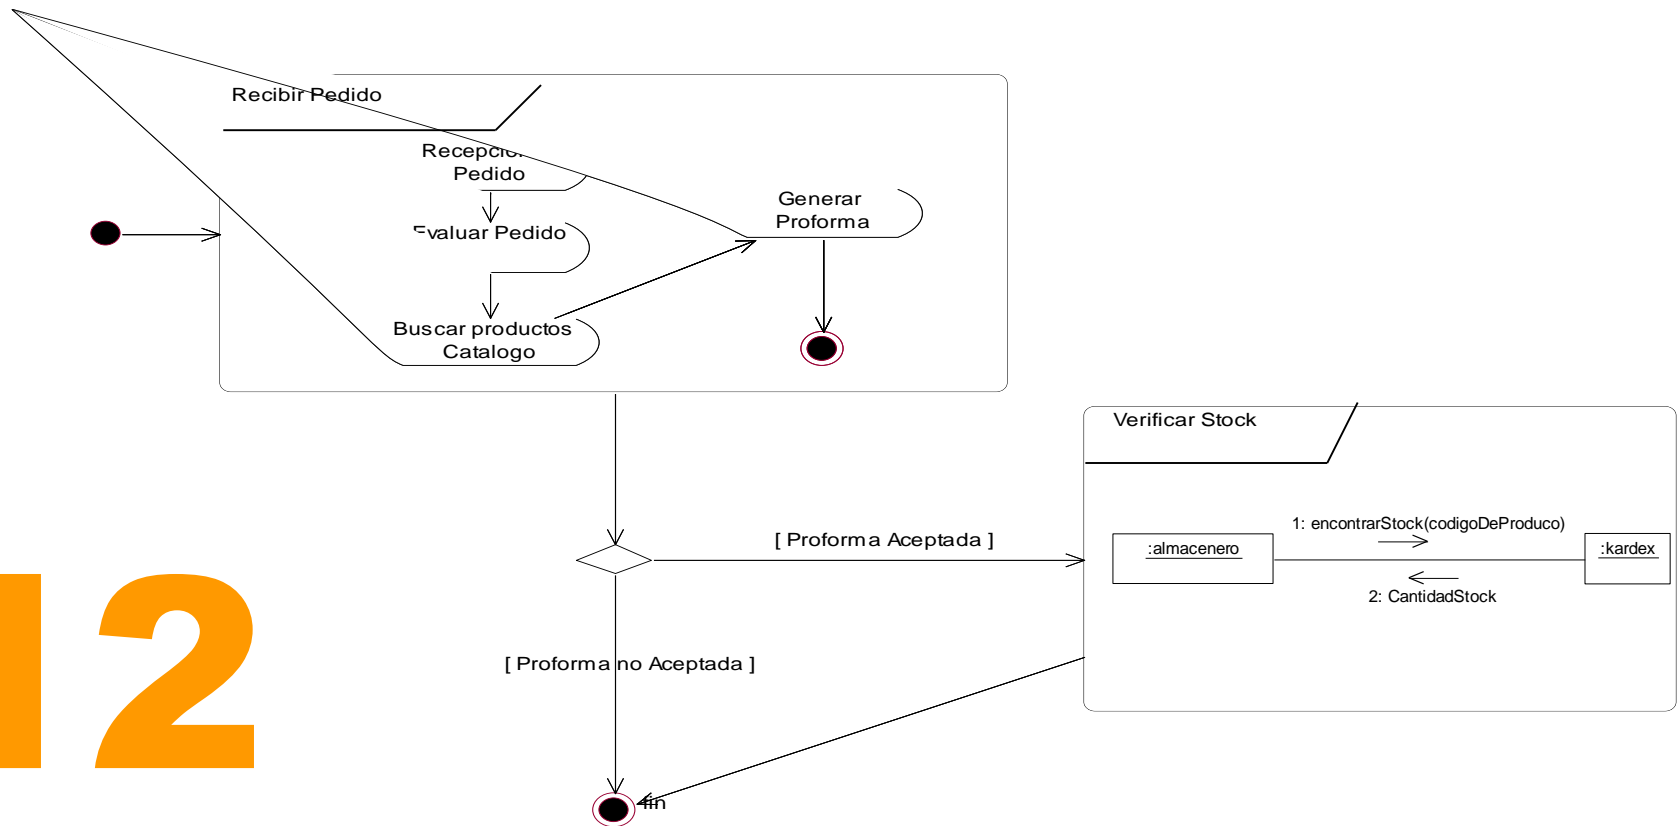 Recibir Pedido
Pedido
Evaluar Pedido
Buscar productos
Catalogo
Generar
Proforma
Verificar Stock
1: encontrarStock(codigoDeProduco)
:almacenero
:kardex
2: CantidadStock
[ Proforma Aceptada ]
[ Proforma no Aceptada ]
fin
12